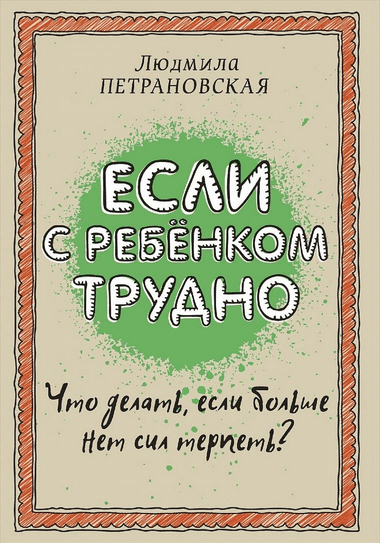 Людмила
ПЕТРАНОВСКАЯ
ЕСЛИ
С РЕБЁНКОМ
ТРУДНО
Что делать, если больше
нет сил терпеть?